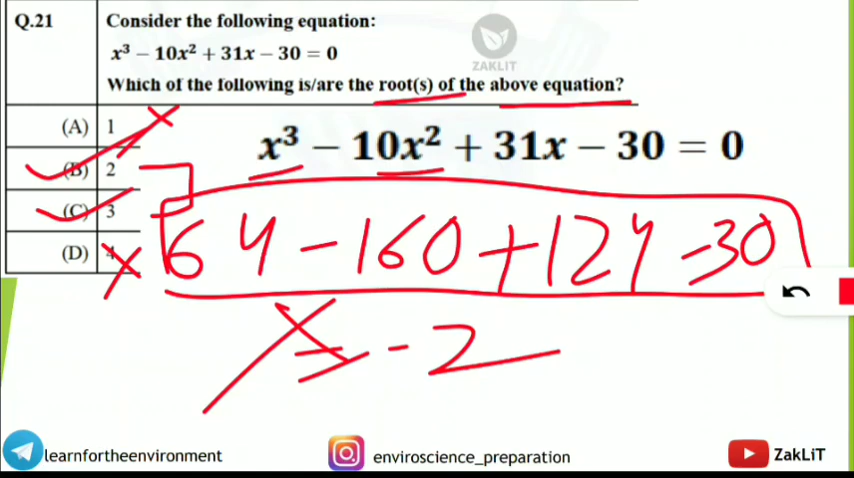 Q.21 Consider the following equation:
x³ − 10x² + 31x − 30 = 0
ZAKLIT
Which of the following is/are the root(s) of the above equation?
(A) 1
x³ − 10x² + 31x − 30 = 0
(B) 2
(C) 3
64 - 160 + 124 - 30
(D) 4
= - 2
learnfortheenvironment enviroscience_preparation ZakLiT